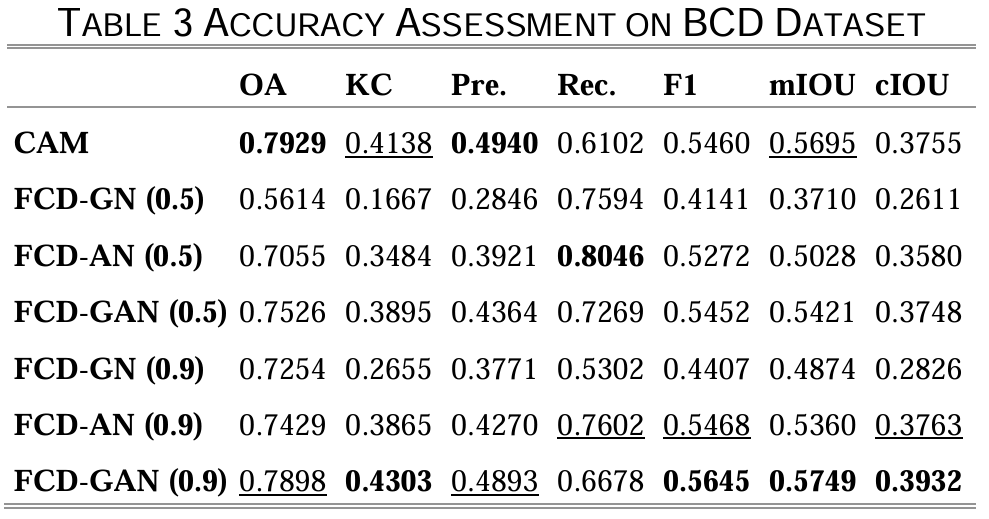 TABLE 3 ACCURACY ASSESSMENT ON BCD DATASET
OA KC Pre. Rec. F1 mIOU cIOU
CAM 0.7929 0.4138 0.4940 0.6102 0.5460 0.5695 0.3755
FCD-GN (0.5) 0.5614 0.1667 0.2846 0.7594 0.4141 0.3710 0.2611
FCD-AN (0.5) 0.7055 0.3484 0.3921 0.8046 0.5272 0.5028 0.3580
FCD-GAN (0.5) 0.7526 0.3895 0.4364 0.7269 0.5452 0.5421 0.3748
FCD-GN (0.9) 0.7254 0.2655 0.3771 0.5302 0.4407 0.4874 0.2826
FCD-AN (0.9) 0.7429 0.3865 0.4270 0.7602 0.5468 0.5360 0.3763
FCD-GAN (0.9) 0.7898 0.4303 0.4893 0.6678 0.5645 0.5749 0.3932